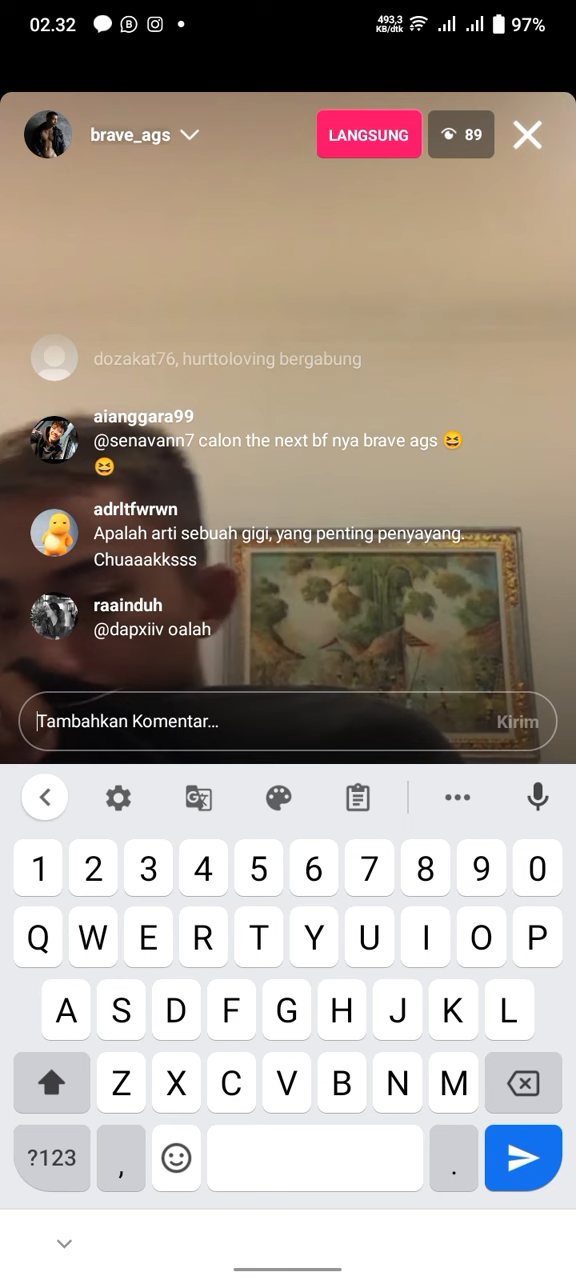 02.32
493,3
KB/dtk
97%
brave_ags
LANGSUNG
89
dozakat76, hurttoloving bergabung
aianggara99
@senavann7 calon the next bf nya brave ags 😆
😆
adrltfwrwn
Apalah arti sebuah gigi, yang penting penyayang.
Chuaaakksss
raainduh
@dapxiiv oalah
Tambahkan Komentar...
Kirim
1 2 3 4 5 6 7 8 9 0
Q W E R T Y U I O P
A S D F G H J K L
Z X C V B N M
?123 , .